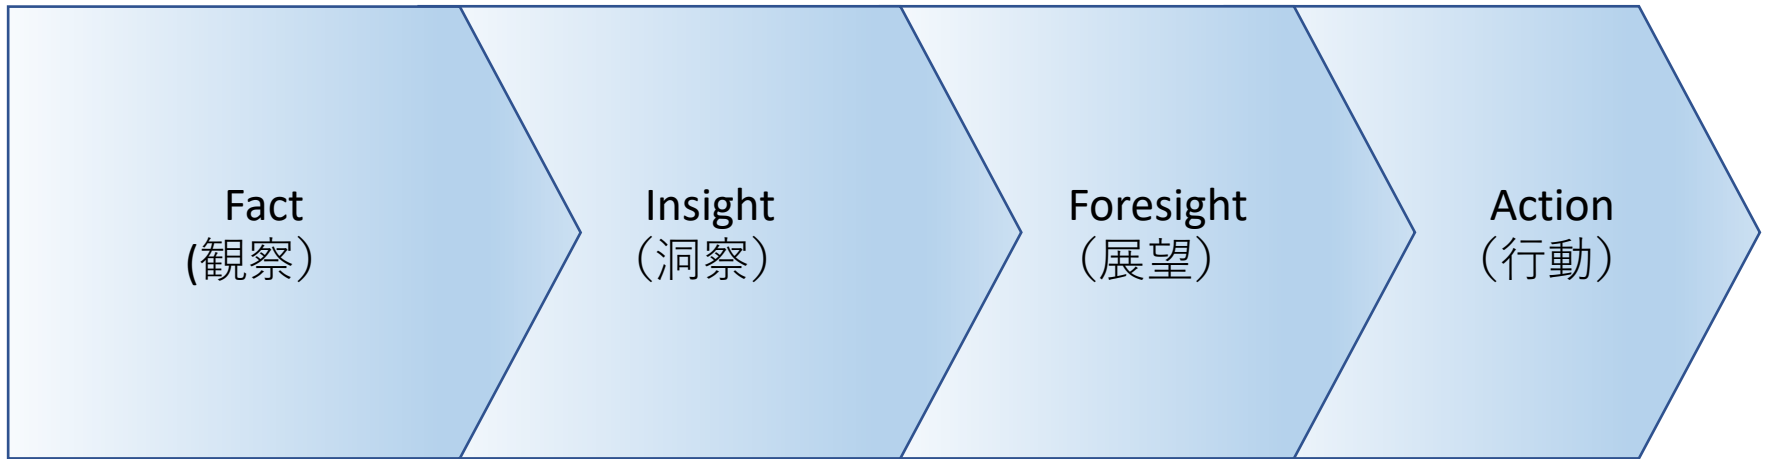 Fact
(観察）
Insight
（洞察）
Foresight
（展望）
Action
（行動）